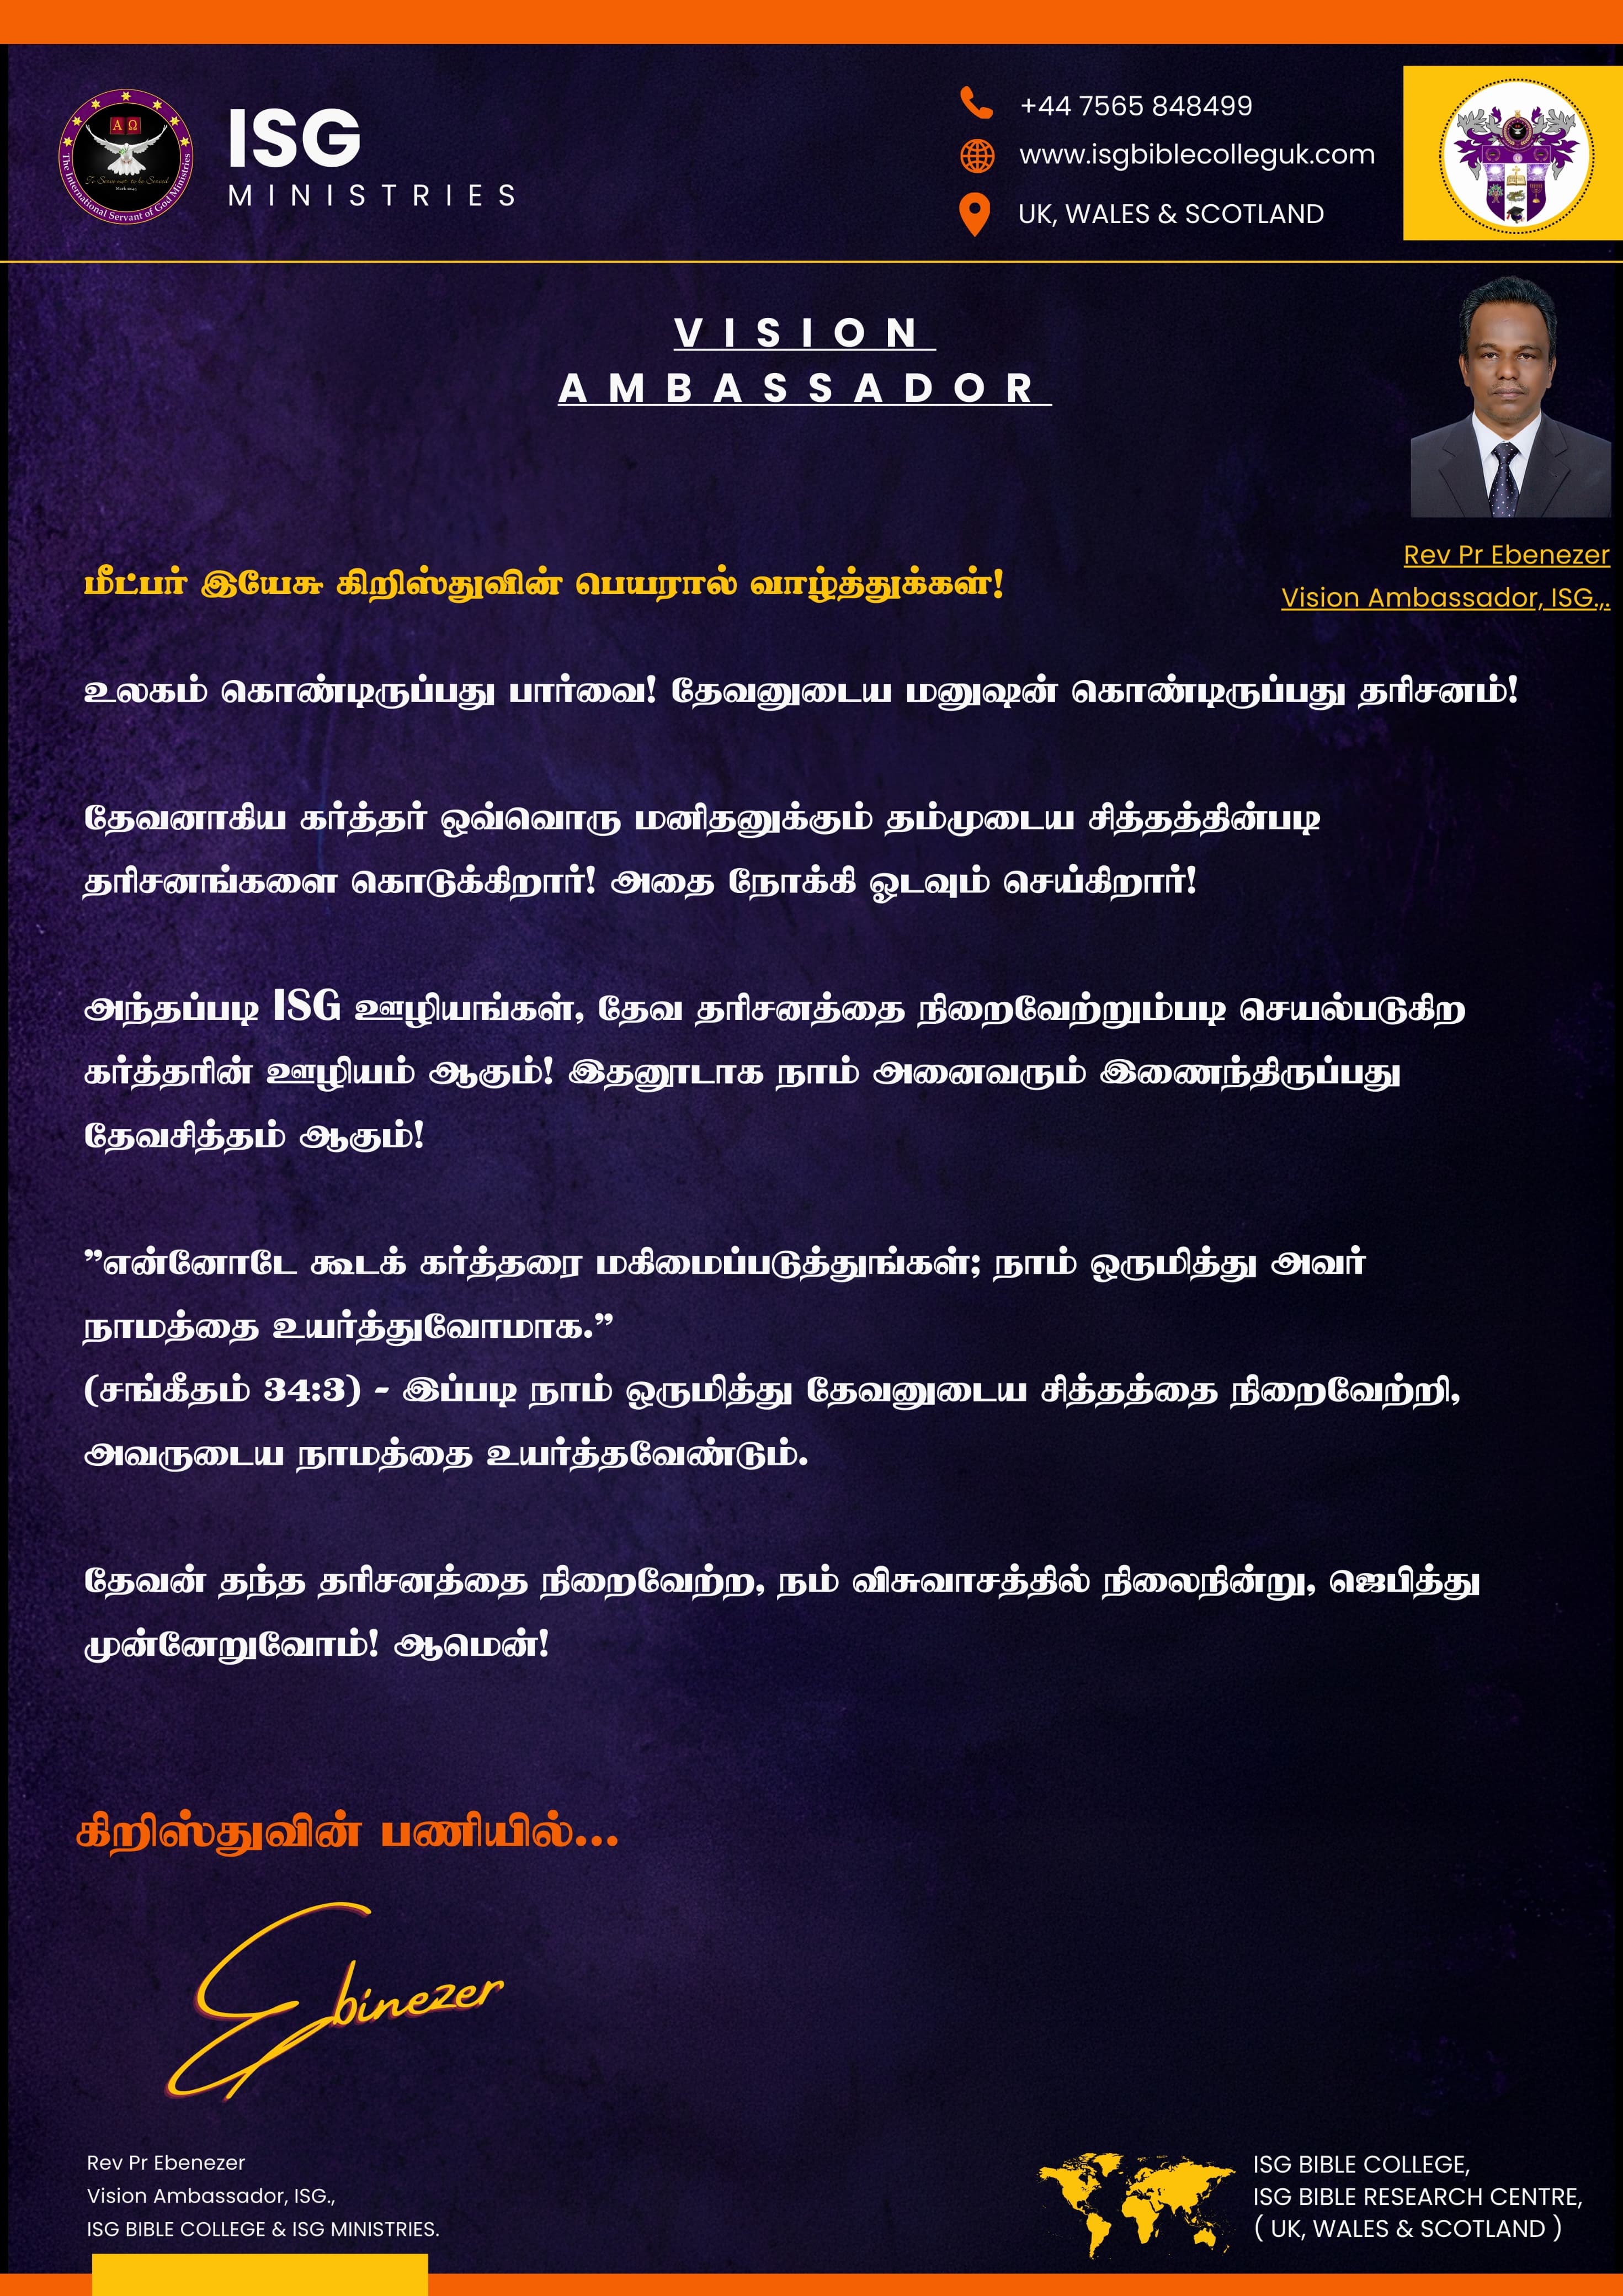 ISG
MINISTRIES
The International Servant of God Ministries
A Ω
+44 7565 848499
www.isgbiblecolleguk.com
UK, WALES & SCOTLAND
VISION
AMBASSADOR
Rev Pr Ebenezer
Vision Ambassador, ISG.,.
மீட்பர் இயேசு கிறிஸ்துவின் பெயரால் வாழ்த்துக்கள்!
உலகம் கொண்டிருப்பது பார்வை! தேவனுடைய மனுஷன் கொண்டிருப்பது தரிசனம்!
தேவனாகிய கர்த்தர் ஒவ்வொரு மனிதனுக்கும் தம்முடைய சித்தத்தின்படி
தரிசனங்களை கொடுக்கிறார்! அதை நோக்கி ஓடவும் செய்கிறார்!
அந்தப்படி ISG ஊழியங்கள், தேவ தரிசனத்தை நிறைவேற்றும்படி செயல்படுகிற
கர்த்தரின் ஊழியம் ஆகும்! இதனூடாக நாம் அனைவரும் இணைந்திருப்பது
தேவசித்தம் ஆகும்!
”என்னோடே கூடக் கர்த்தரை மகிமைப்படுத்துங்கள்; நாம் ஒருமித்து அவர்
நாமத்தை உயர்த்துவோமாக.”
(சங்கீதம் 34:3) - இப்படி நாம் ஒருமித்து தேவனுடைய சித்தத்தை நிறைவேற்றி,
அவருடைய நாமத்தை உயர்த்தவேண்டும்.
தேவன் தந்த தரிசனத்தை நிறைவேற்ற, நம் விசுவாசத்தில் நிலைநின்று, ஜெபித்து
முன்னேறுவோம்! ஆமென்!
கிறிஸ்துவின் பணியில்...
Ebinezer
Rev Pr Ebenezer
Vision Ambassador, ISG.,
ISG BIBLE COLLEGE & ISG MINISTRIES.
ISG BIBLE COLLEGE,
ISG BIBLE RESEARCH CENTRE,
( UK, WALES & SCOTLAND )